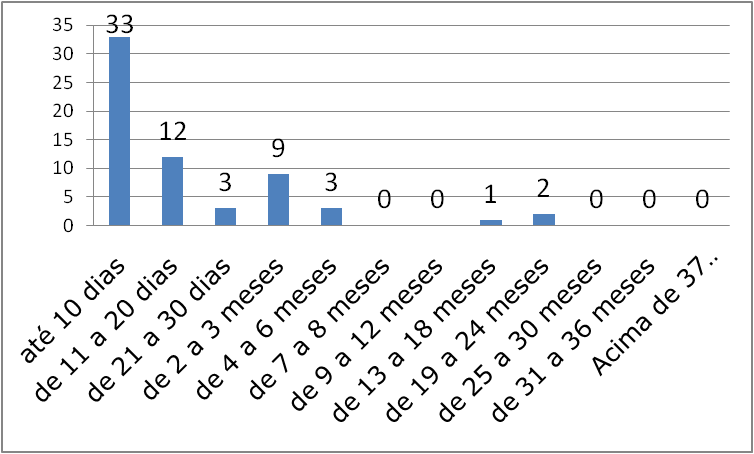 35
30
25
20
15
10
5
0
33
12
3
9
3
0
0
1
2
0
0
0
até 10 dias
de 11 a 20 dias
de 21 a 30 dias
de 2 a 3 meses
de 4 a 6 meses
de 7 a 8 meses
de 9 a 12 meses
de 13 a 18 meses
de 19 a 24 meses
de 25 a 30 meses
de 31 a 36 meses
Acima de 37..